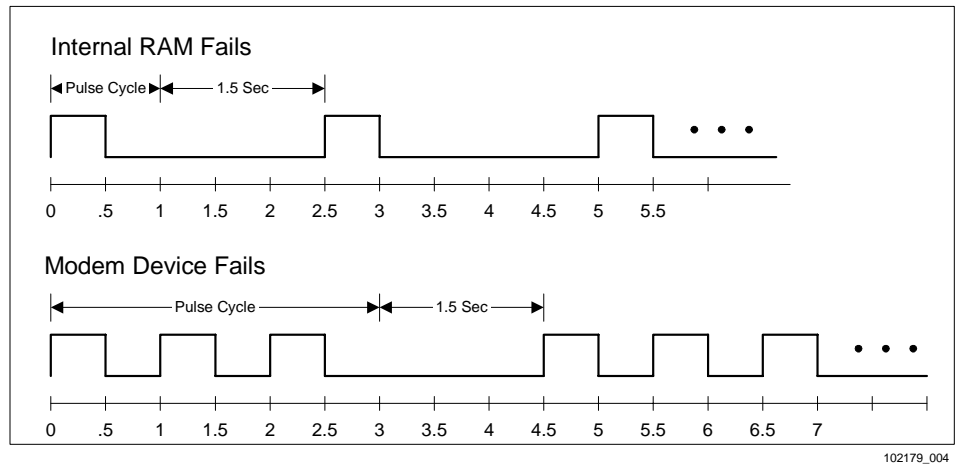 Internal RAM Fails
Pulse Cycle 1.5 Sec
0 .5 1 1.5 2 2.5 3 3.5 4 4.5 5 5.5
Modem Device Fails
Pulse Cycle 1.5 Sec
0 .5 1 1.5 2 2.5 3 3.5 4 4.5 5 5.5 6 6.5 7
102179_004